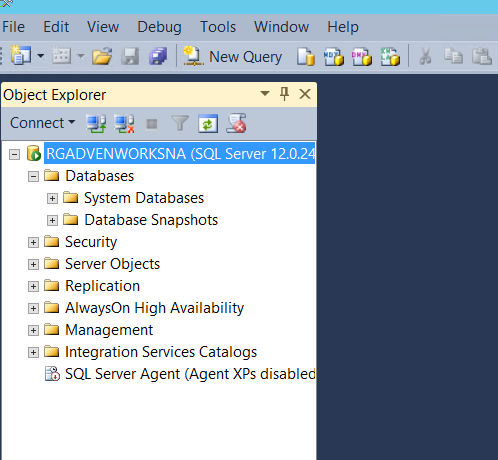 File Edit View Debug Tools Window Help
New Query
Object Explorer
Connect
RGADVENWORKSNA (SQL Server 12.0.24
Databases
System Databases
Database Snapshots
Security
Server Objects
Replication
AlwaysOn High Availability
Management
Integration Services Catalogs
SQL Server Agent (Agent XPs disabled